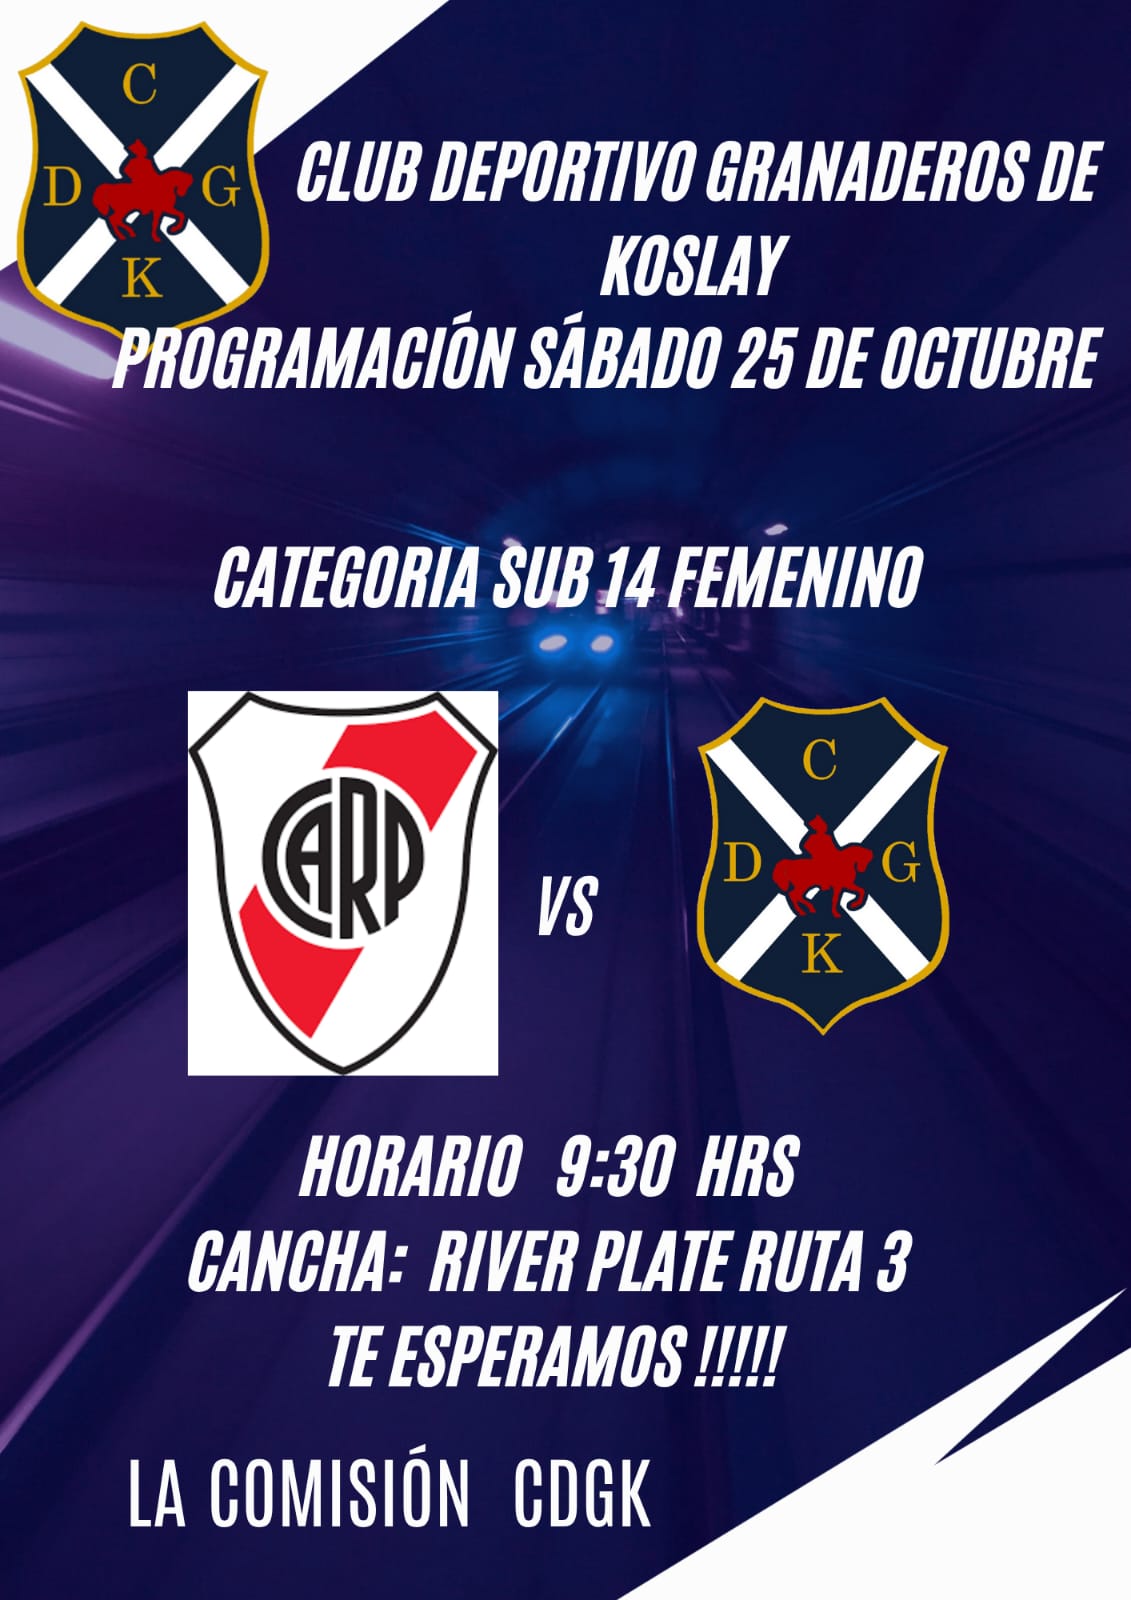 C
D G
K
CLUB DEPORTIVO GRANADEROS DE
KOSLAY
PROGRAMACIÓN SÁBADO 25 DE OCTUBRE
CATEGORIA SUB 14 FEMENINO
CARP
VS
C
D G
K
HORARIO 9:30 HRS
CANCHA: RIVER PLATE RUTA 3
TE ESPERAMOS !!!!!
LA COMISIÓN CDGK